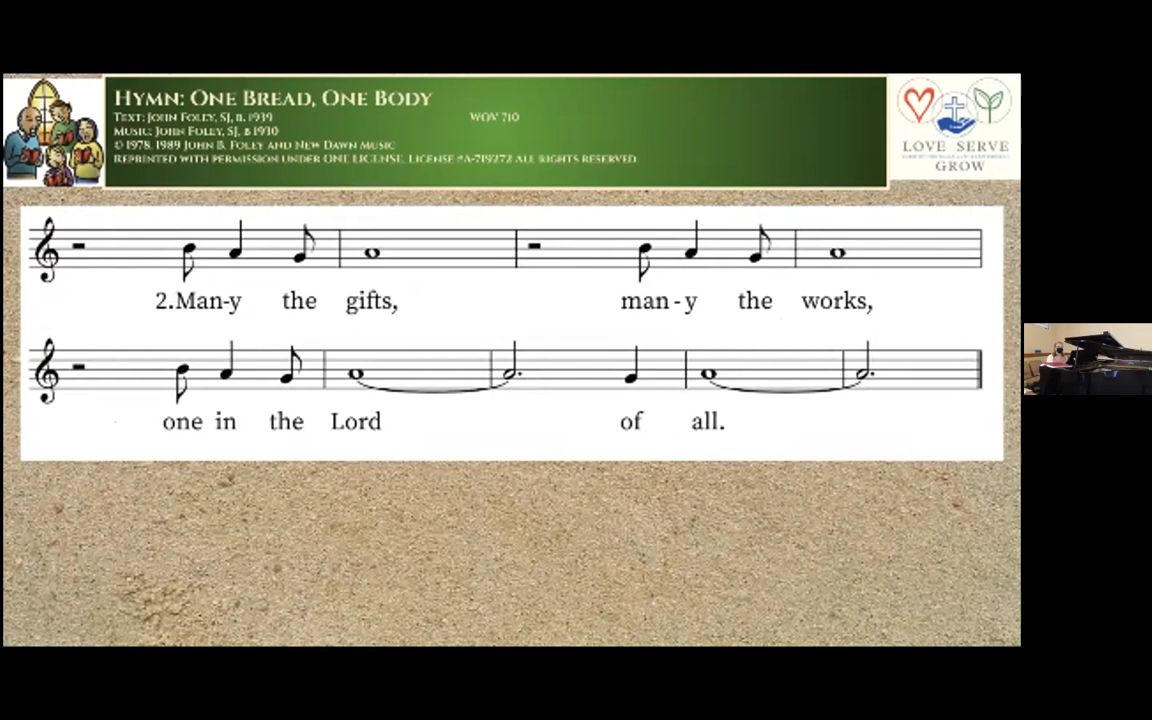 Hymn: One Bread, One Body
Text: John Foley, SJ, b. 1939
WOV 710
Music: John Foley, SJ, b 1930
© 1978, 1989 John B. Foley and New Dawn Music
Reprinted with permission under ONE LICENSE, License #A-719272 All rights reserved.
LOVE SERVE
GROW
2.Man-y the gifts, man-y the works,
one in the Lord of all.